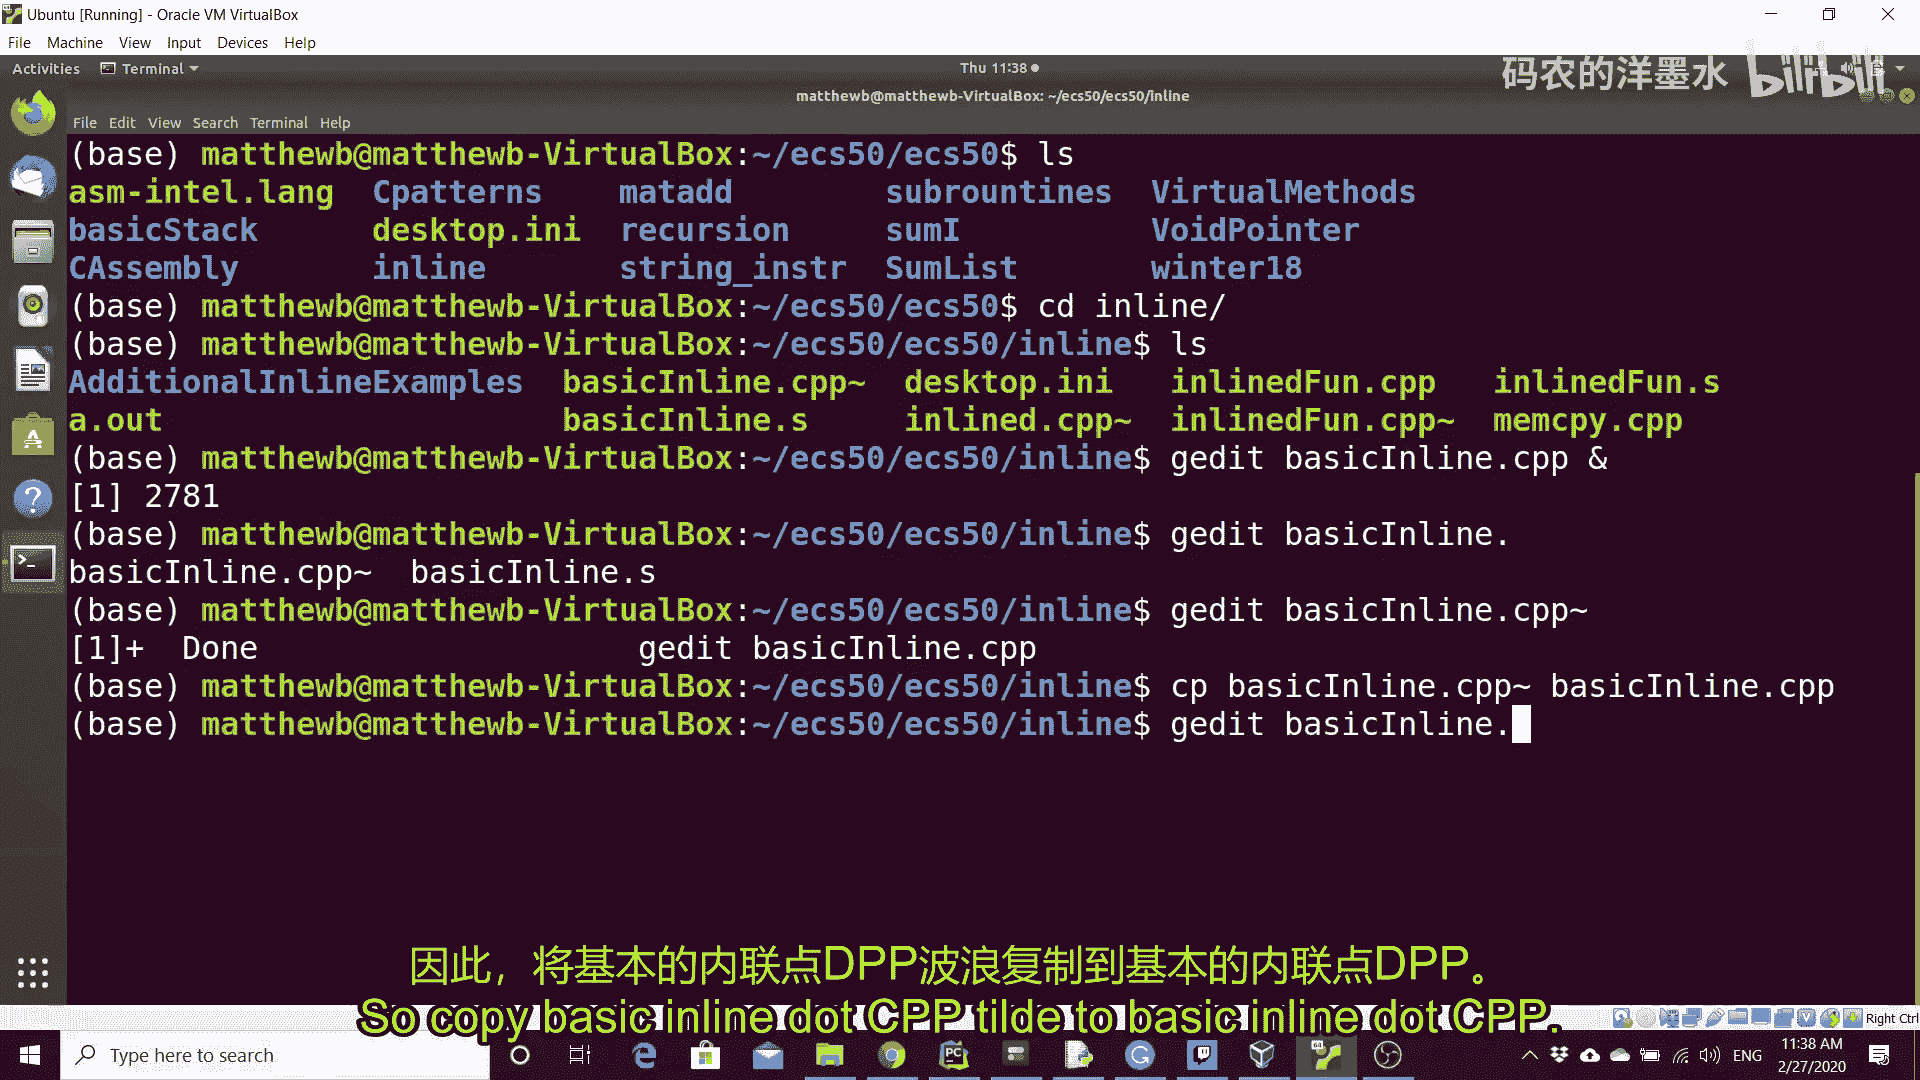 Ubuntu [Running] - Oracle VM VirtualBox
File Machine View Input Devices Help
Activities Terminal Thu 11:38
码农的洋墨水 bilibili
matthewb@matthewb-VirtualBox: ~/ecs50/ecs50/inline
File Edit View Search Terminal Help
(base) matthewb@matthewb-VirtualBox:~/ecs50/ecs50$ ls
asm-intel.lang Cpatterns matadd subrountines VirtualMethods
basicStack desktop.ini recursion sumI VoidPointer
CAssembly inline string_instr SumList winter18
(base) matthewb@matthewb-VirtualBox:~/ecs50/ecs50$ cd inline/
(base) matthewb@matthewb-VirtualBox:~/ecs50/ecs50/inline$ ls
AdditionalInlineExamples basicInline.cpp~ desktop.ini inlinedFun.cpp inlinedFun.s
a.out basicInline.s inlined.cpp~ inlinedFun.cpp~ memcpy.cpp
(base) matthewb@matthewb-VirtualBox:~/ecs50/ecs50/inline$ gedit basicInline.cpp &
[1] 2781
(base) matthewb@matthewb-VirtualBox:~/ecs50/ecs50/inline$ gedit basicInline.
basicInline.cpp~ basicInline.s
(base) matthewb@matthewb-VirtualBox:~/ecs50/ecs50/inline$ gedit basicInline.cpp~
[1]+ Done gedit basicInline.cpp
(base) matthewb@matthewb-VirtualBox:~/ecs50/ecs50/inline$ cp basicInline.cpp~ basicInline.cpp
(base) matthewb@matthewb-VirtualBox:~/ecs50/ecs50/inline$ gedit basicInline.
因此，将基本的内联点DPP波浪复制到基本的内联点DPP。
So copy basic inline dot CPP tilde to basic inline dot CPP.
Right Ctrl
Type here to search
ENG
11:38 AM
2/27/2020